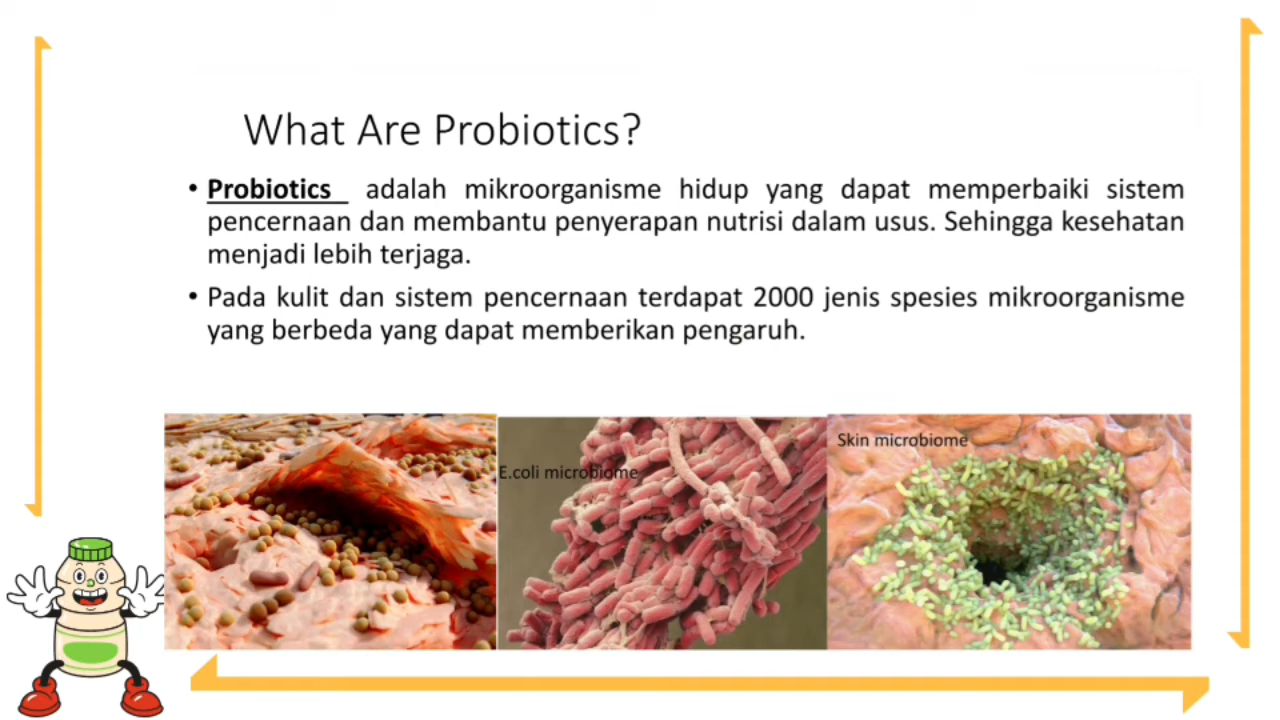 What Are Probiotics?
• Probiotics adalah mikroorganisme hidup yang dapat memperbaiki sistem
pencernaan dan membantu penyerapan nutrisi dalam usus. Sehingga kesehatan
menjadi lebih terjaga.
• Pada kulit dan sistem pencernaan terdapat 2000 jenis spesies mikroorganisme
yang berbeda yang dapat memberikan pengaruh.
Skin microbiome
E.coli microbiome